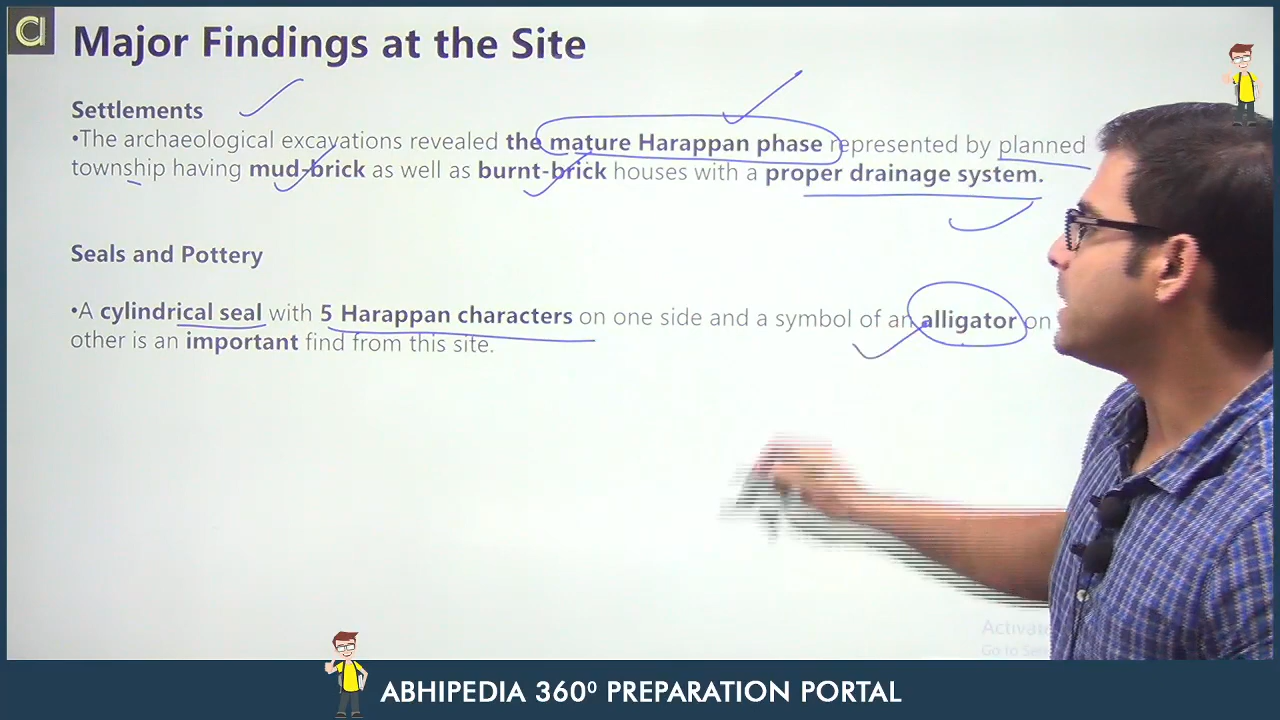 Major Findings at the Site
Settlements
•The archaeological excavations revealed the mature Harappan phase represented by planned
township having mud-brick as well as burnt-brick houses with a proper drainage system.
Seals and Pottery
•A cylindrical seal with 5 Harappan characters on one side and a symbol of an alligator on
other is an important find from this site.
Activate
Go to
ABHIPEDIA 360⁰ PREPARATION PORTAL